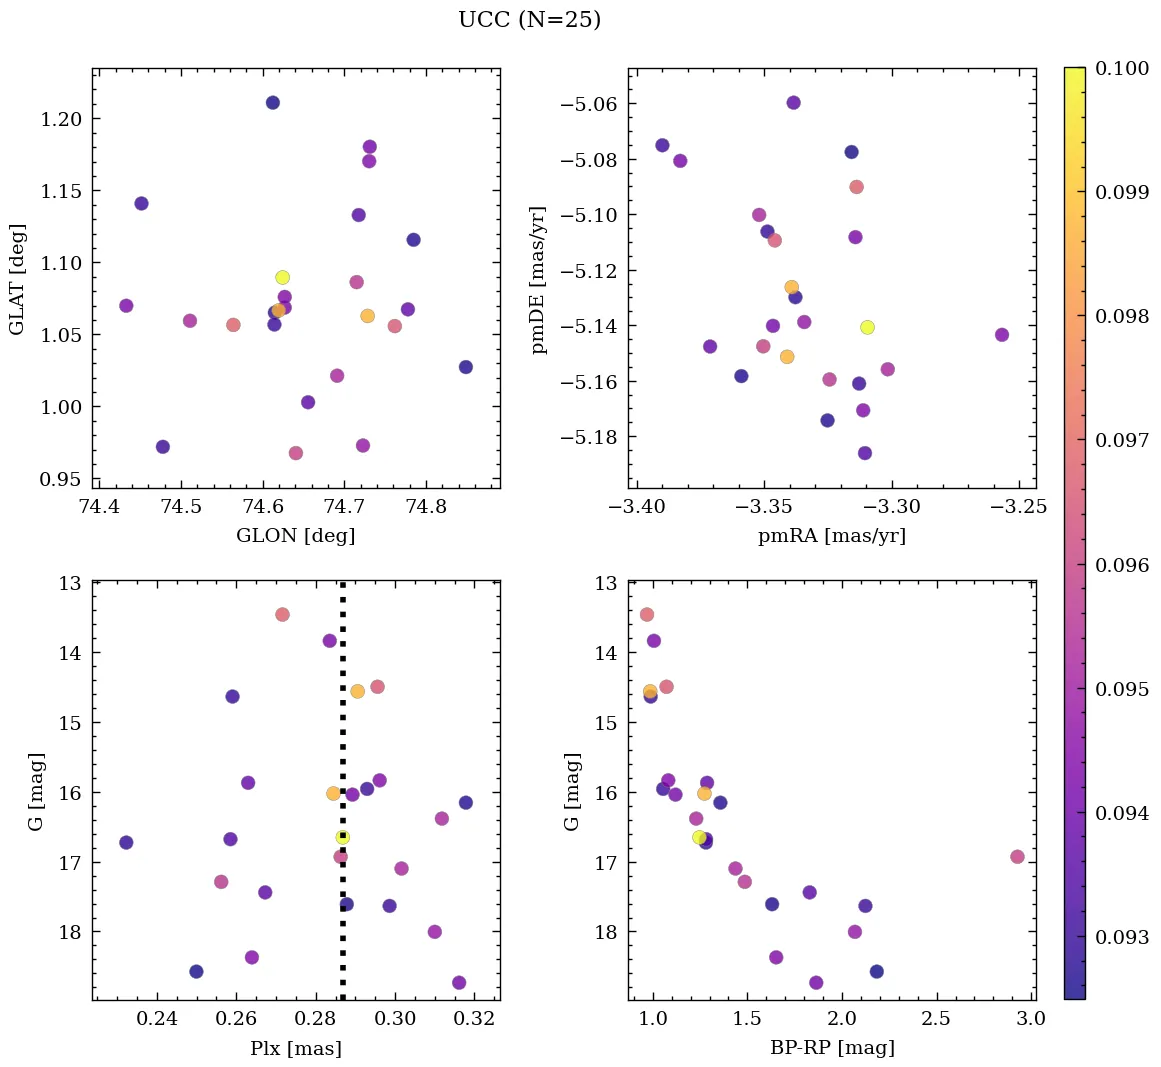 UCC (N=25)
1.20
1.15
1.10
1.05
1.00
0.95
GLAT [deg]
74.4 74.5 74.6 74.7 74.8
GLON [deg]
−5.06
−5.08
−5.10
−5.12
−5.14
−5.16
−5.18
pmDE [mas/yr]
−3.40 −3.35 −3.30 −3.25
pmRA [mas/yr]
13
14
15
16
17
18
G [mag]
0.24 0.26 0.28 0.30 0.32
Plx [mas]
13
14
15
16
17
18
G [mag]
1.0 1.5 2.0 2.5 3.0
BP-RP [mag]
0.100
0.099
0.098
0.097
0.096
0.095
0.094
0.093